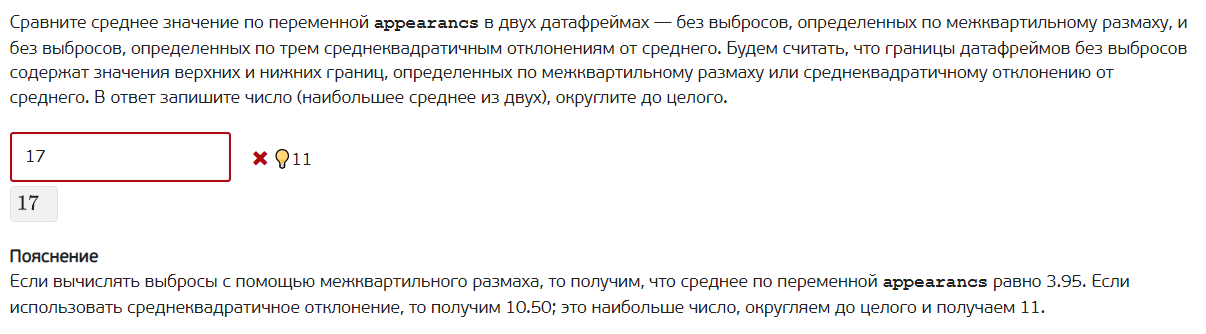 Сравните среднее значение по переменной appearancs в двух датафреймах — без выбросов, определенных по межквартильному размаху, и
без выбросов, определенных по трем среднеквадратичным отклонениям от среднего. Будем считать, что границы датафреймов без выбросов
содержат значения верхних и нижних границ, определенных по межквартильному размаху или среднеквадратичному отклонению от
среднего. В ответ запишите число (наибольшее среднее из двух), округлите до целого.
17
11
17
Пояснение
Если вычислять выбросы с помощью межквартильного размаха, то получим, что среднее по переменной appearancs равно 3.95. Если
использовать среднеквадратичное отклонение, то получим 10.50; это наибольше число, округляем до целого и получаем 11.